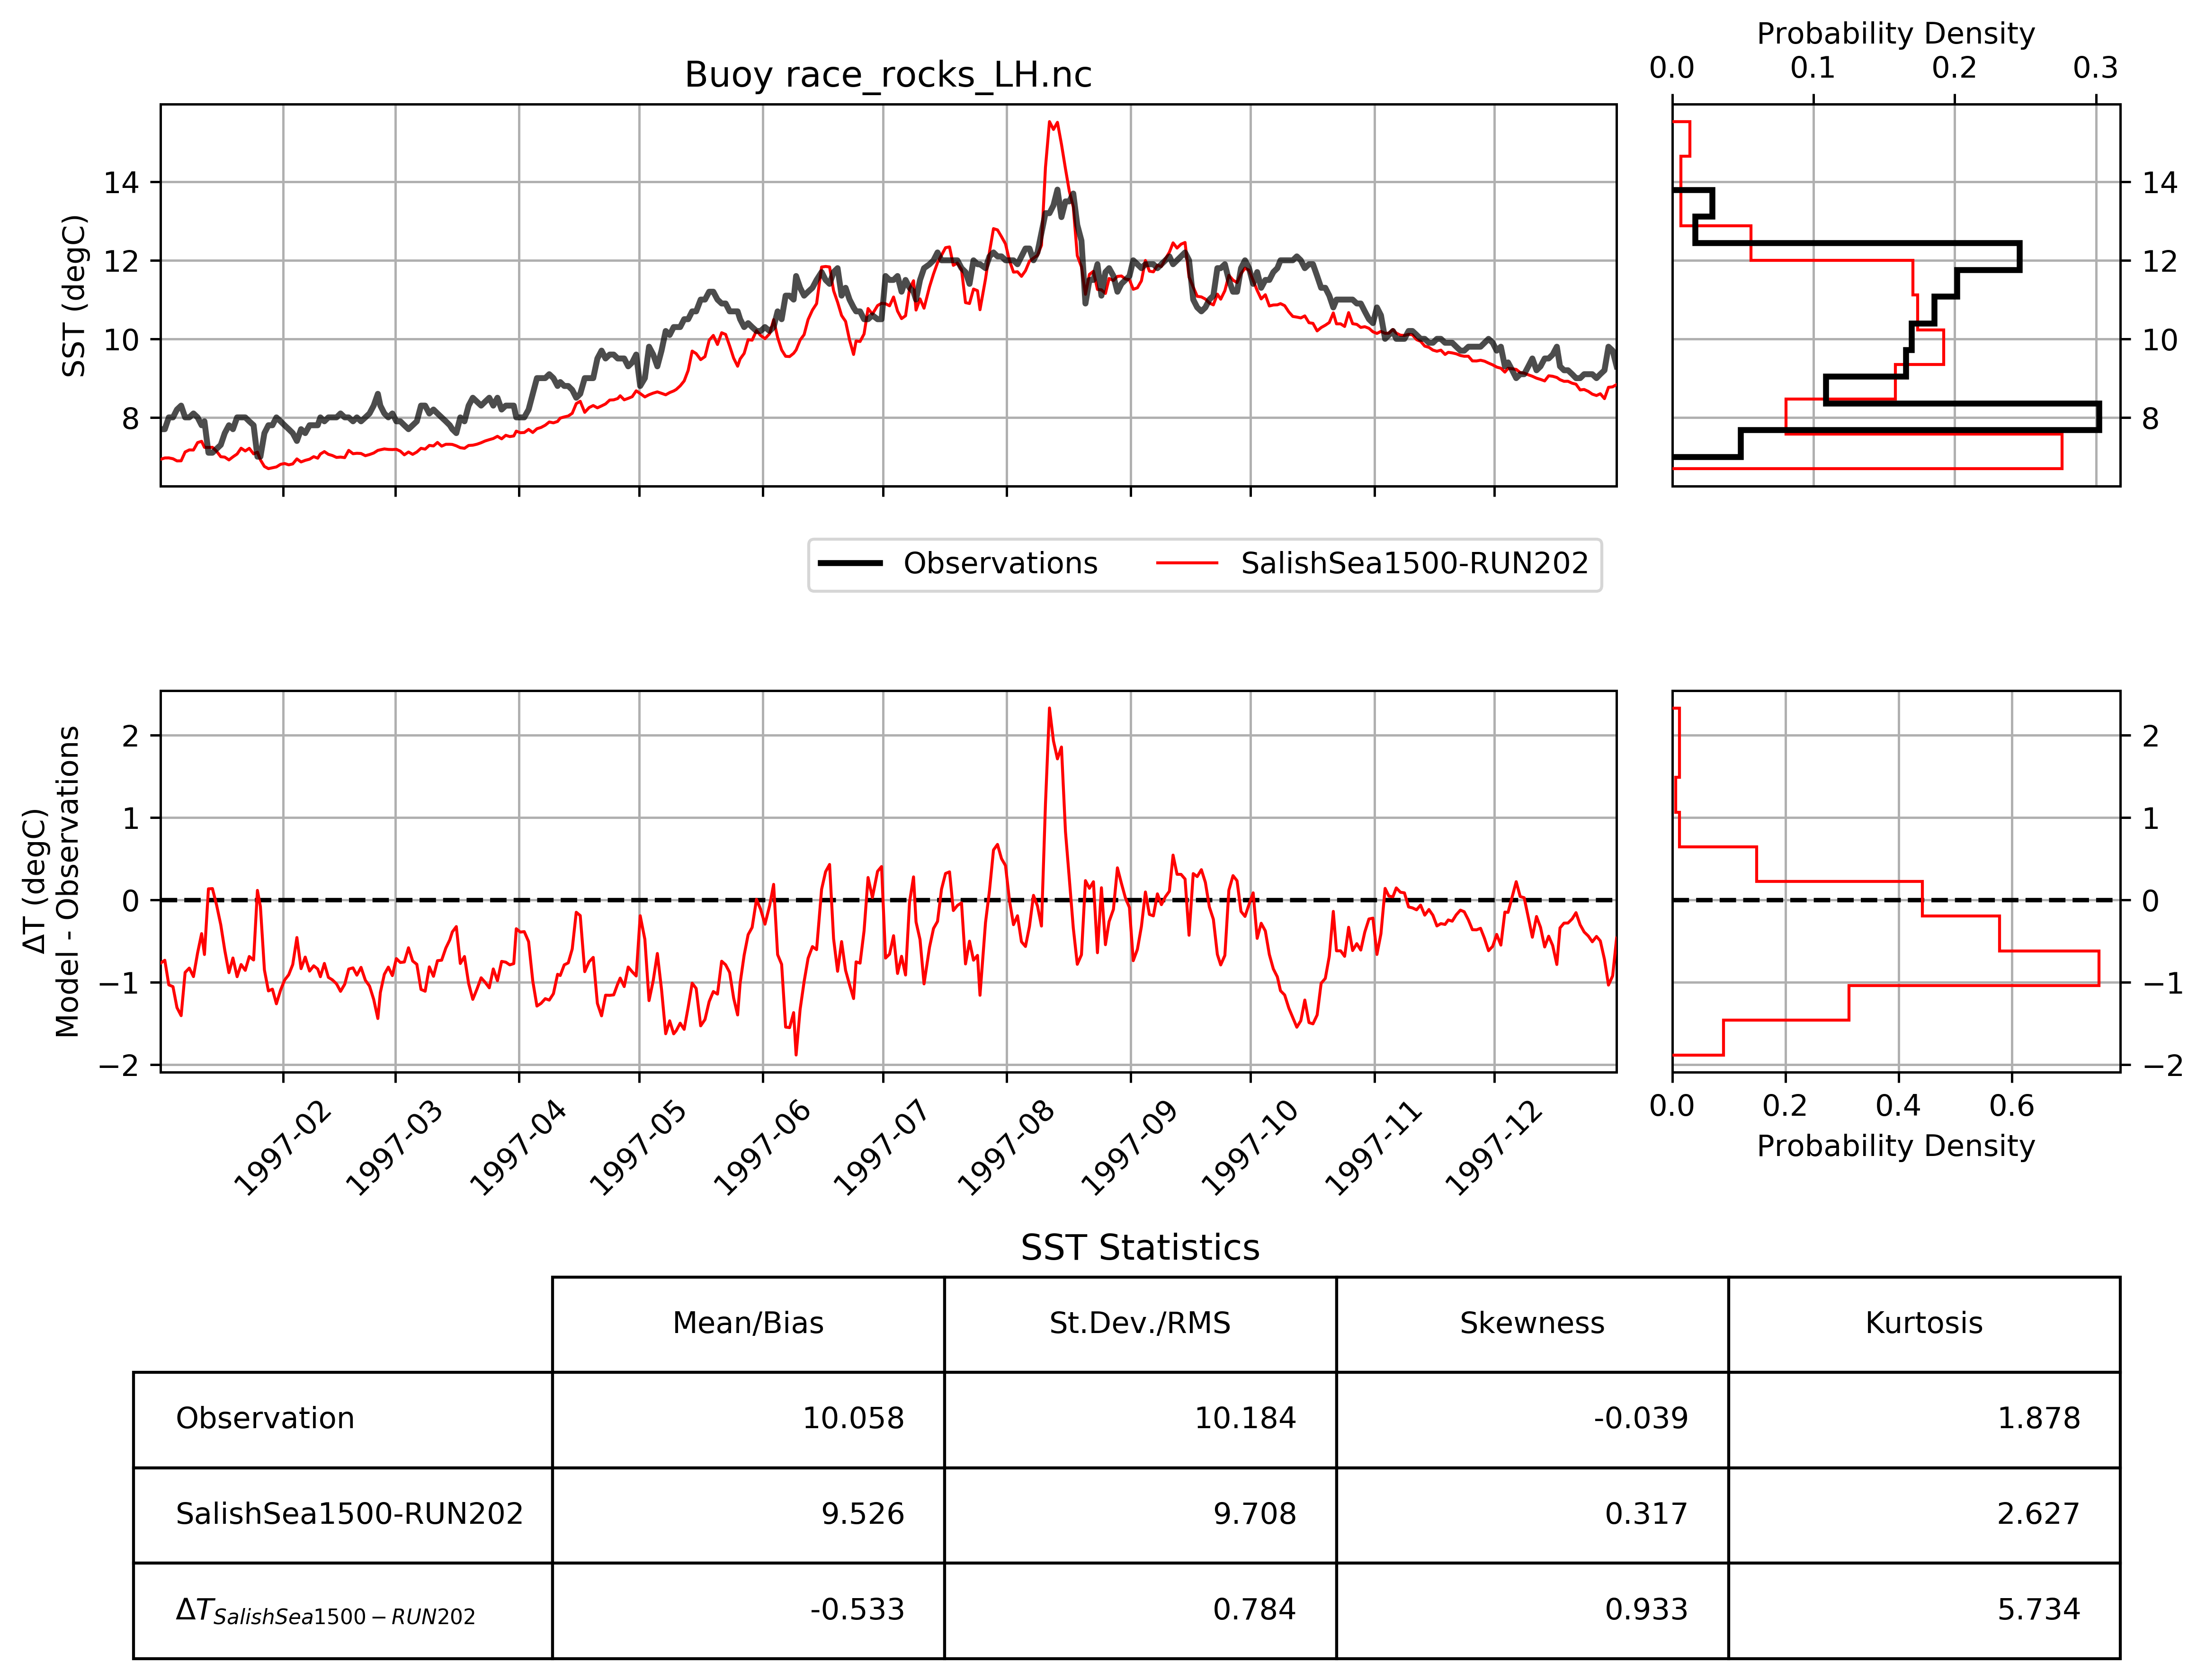 Probability Density
0.0 0.1 0.2 0.3
Buoy race_rocks_LH.nc
SST (degC)
14
12
10
8
14
12
10
8
Observations SalishSea1500-RUN202
ΔT (degC)
Model - Observations
2
1
0
−1
−2
2
1
0
−1
−2
1997-02 1997-03 1997-04 1997-05 1997-06 1997-07 1997-08 1997-09 1997-10 1997-11 1997-12
0.0 0.2 0.4 0.6
Probability Density
SST Statistics
Mean/Bias St.Dev./RMS Skewness Kurtosis
Observation 10.058 10.184 -0.039 1.878
SalishSea1500-RUN202 9.526 9.708 0.317 2.627
ΔT SalishSea1500−RUN202 -0.533 0.784 0.933 5.734